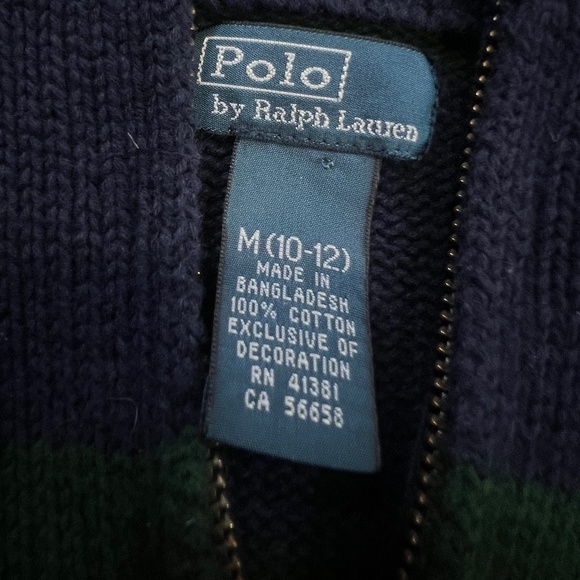 Polo
by Ralph Lauren
M (10-12)
MADE IN
BANGLADESH
100% COTTON
EXCLUSIVE OF
DECORATION
RN 41381
CA 56658